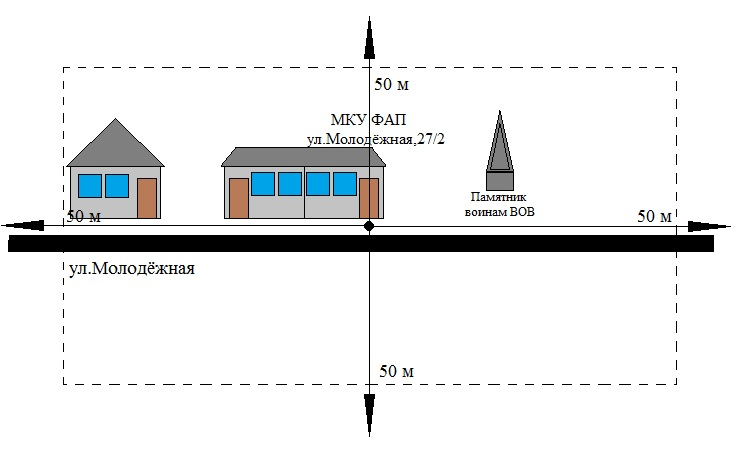 50 м
МКУ ФАП
ул.Молодёжная,27/2
Памятник
воинам ВОВ
50 м
50 м
ул.Молодёжная
50 м